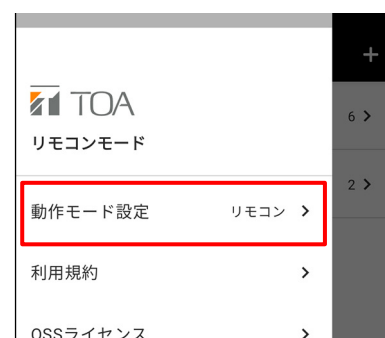 +
TOA
リモコンモード
6 >
2 >
動作モード設定 リモコン >
利用規約 >
OSSライセンス >